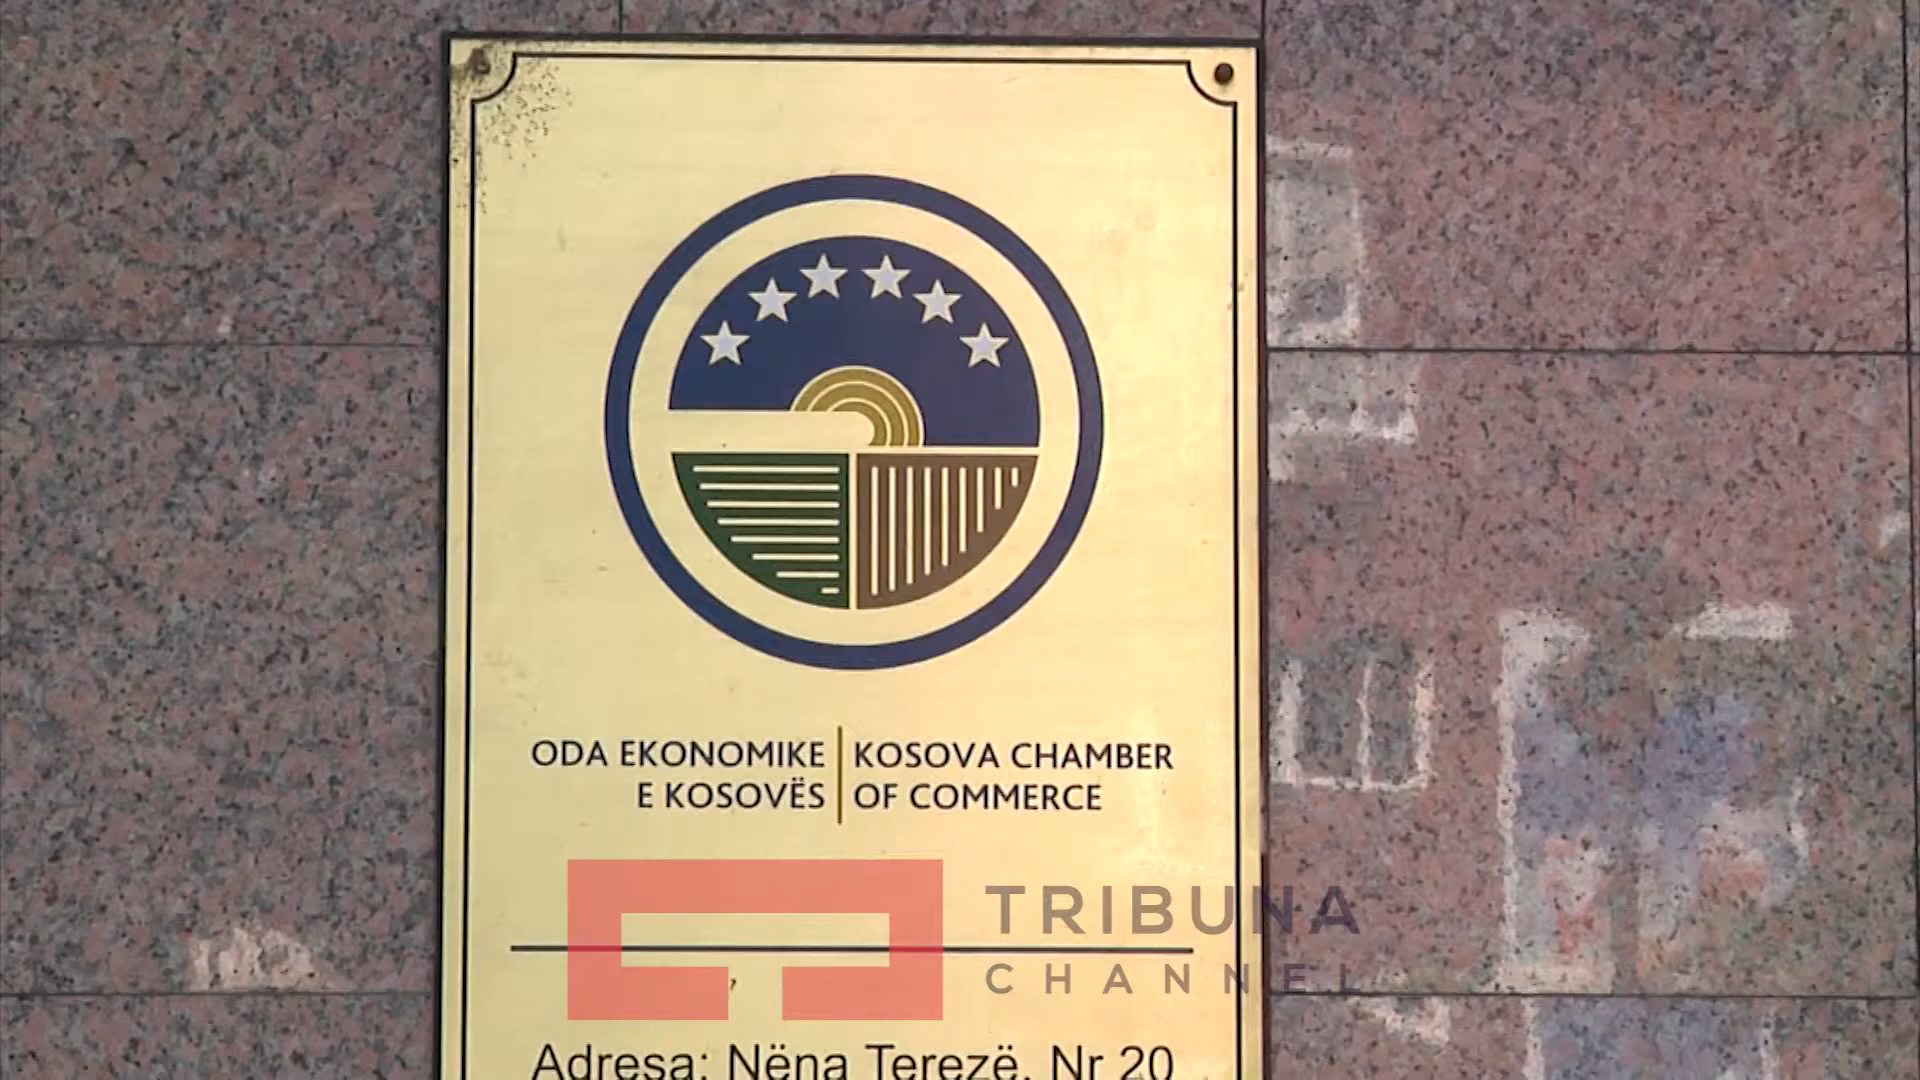 ODA EKONOMIKE
E KOSOVËS
KOSOVA CHAMBER
OF COMMERCE
TRIBUNA
CHANNEL
Adresa: Nëna Terezë, Nr 20